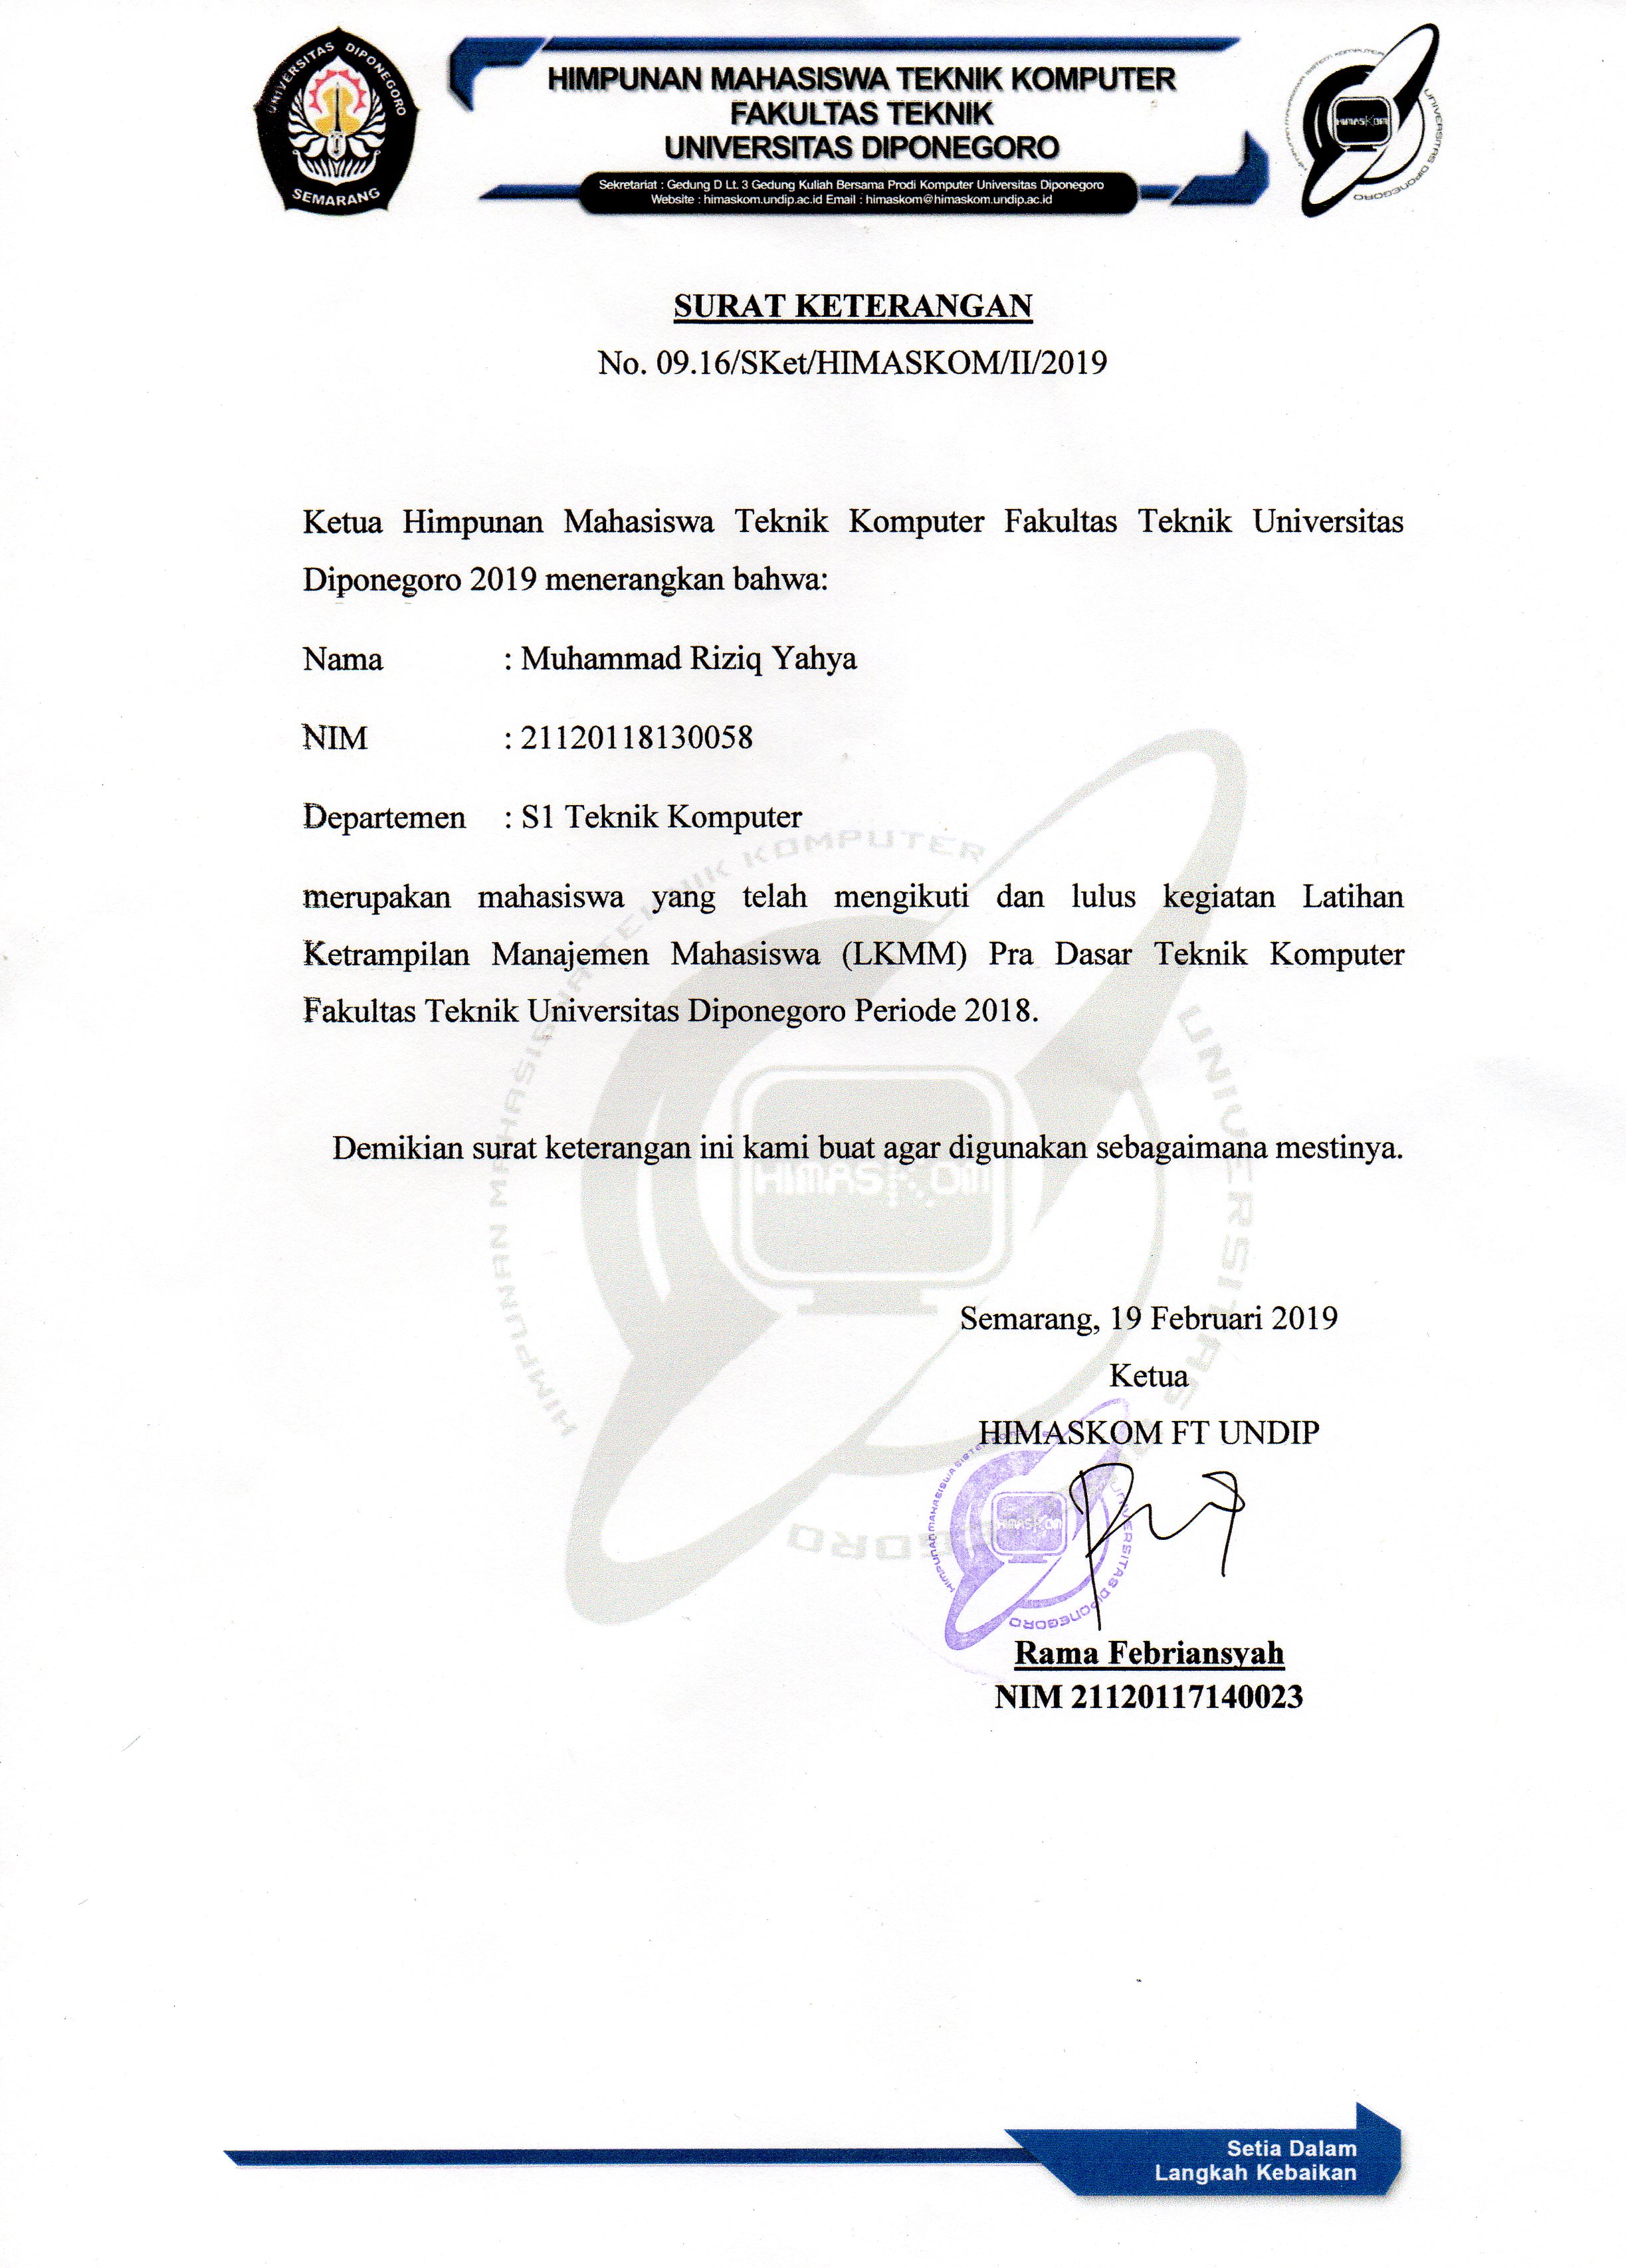 UNIVERSITAS DIPONEGORO
SEMARANG
HIMPUNAN MAHASISWA TEKNIK KOMPUTER
FAKULTAS TEKNIK
UNIVERSITAS DIPONEGORO
Sekretariat : Gedung D Lt. 3 Gedung Kuliah Bersama Prodi Komputer Universitas Diponegoro
Website : himaskom.undip.ac.id Email : himaskom@himaskom.undip.ac.id
HIMASKOM
UNIVERSITAS DIPONEGORO
SURAT KETERANGAN
No. 09.16/SKet/HIMASKOM/II/2019
Ketua Himpunan Mahasiswa Teknik Komputer Fakultas Teknik Universitas
Diponegoro 2019 menerangkan bahwa:
Nama : Muhammad Riziq Yahya
NIM : 21120118130058
Departemen : S1 Teknik Komputer
merupakan mahasiswa yang telah mengikuti dan lulus kegiatan Latihan
Ketrampilan Manajemen Mahasiswa (LKMM) Pra Dasar Teknik Komputer
Fakultas Teknik Universitas Diponegoro Periode 2018.
Demikian surat keterangan ini kami buat agar digunakan sebagaimana mestinya.
HIMASKOM
Semarang, 19 Februari 2019
Ketua
HIMASKOM FT UNDIP
HIMASKOM
UNIVERSITAS DIPONEGORO
Rama Febriansyah
NIM 21120117140023
Setia Dalam
Langkah Kebaikan